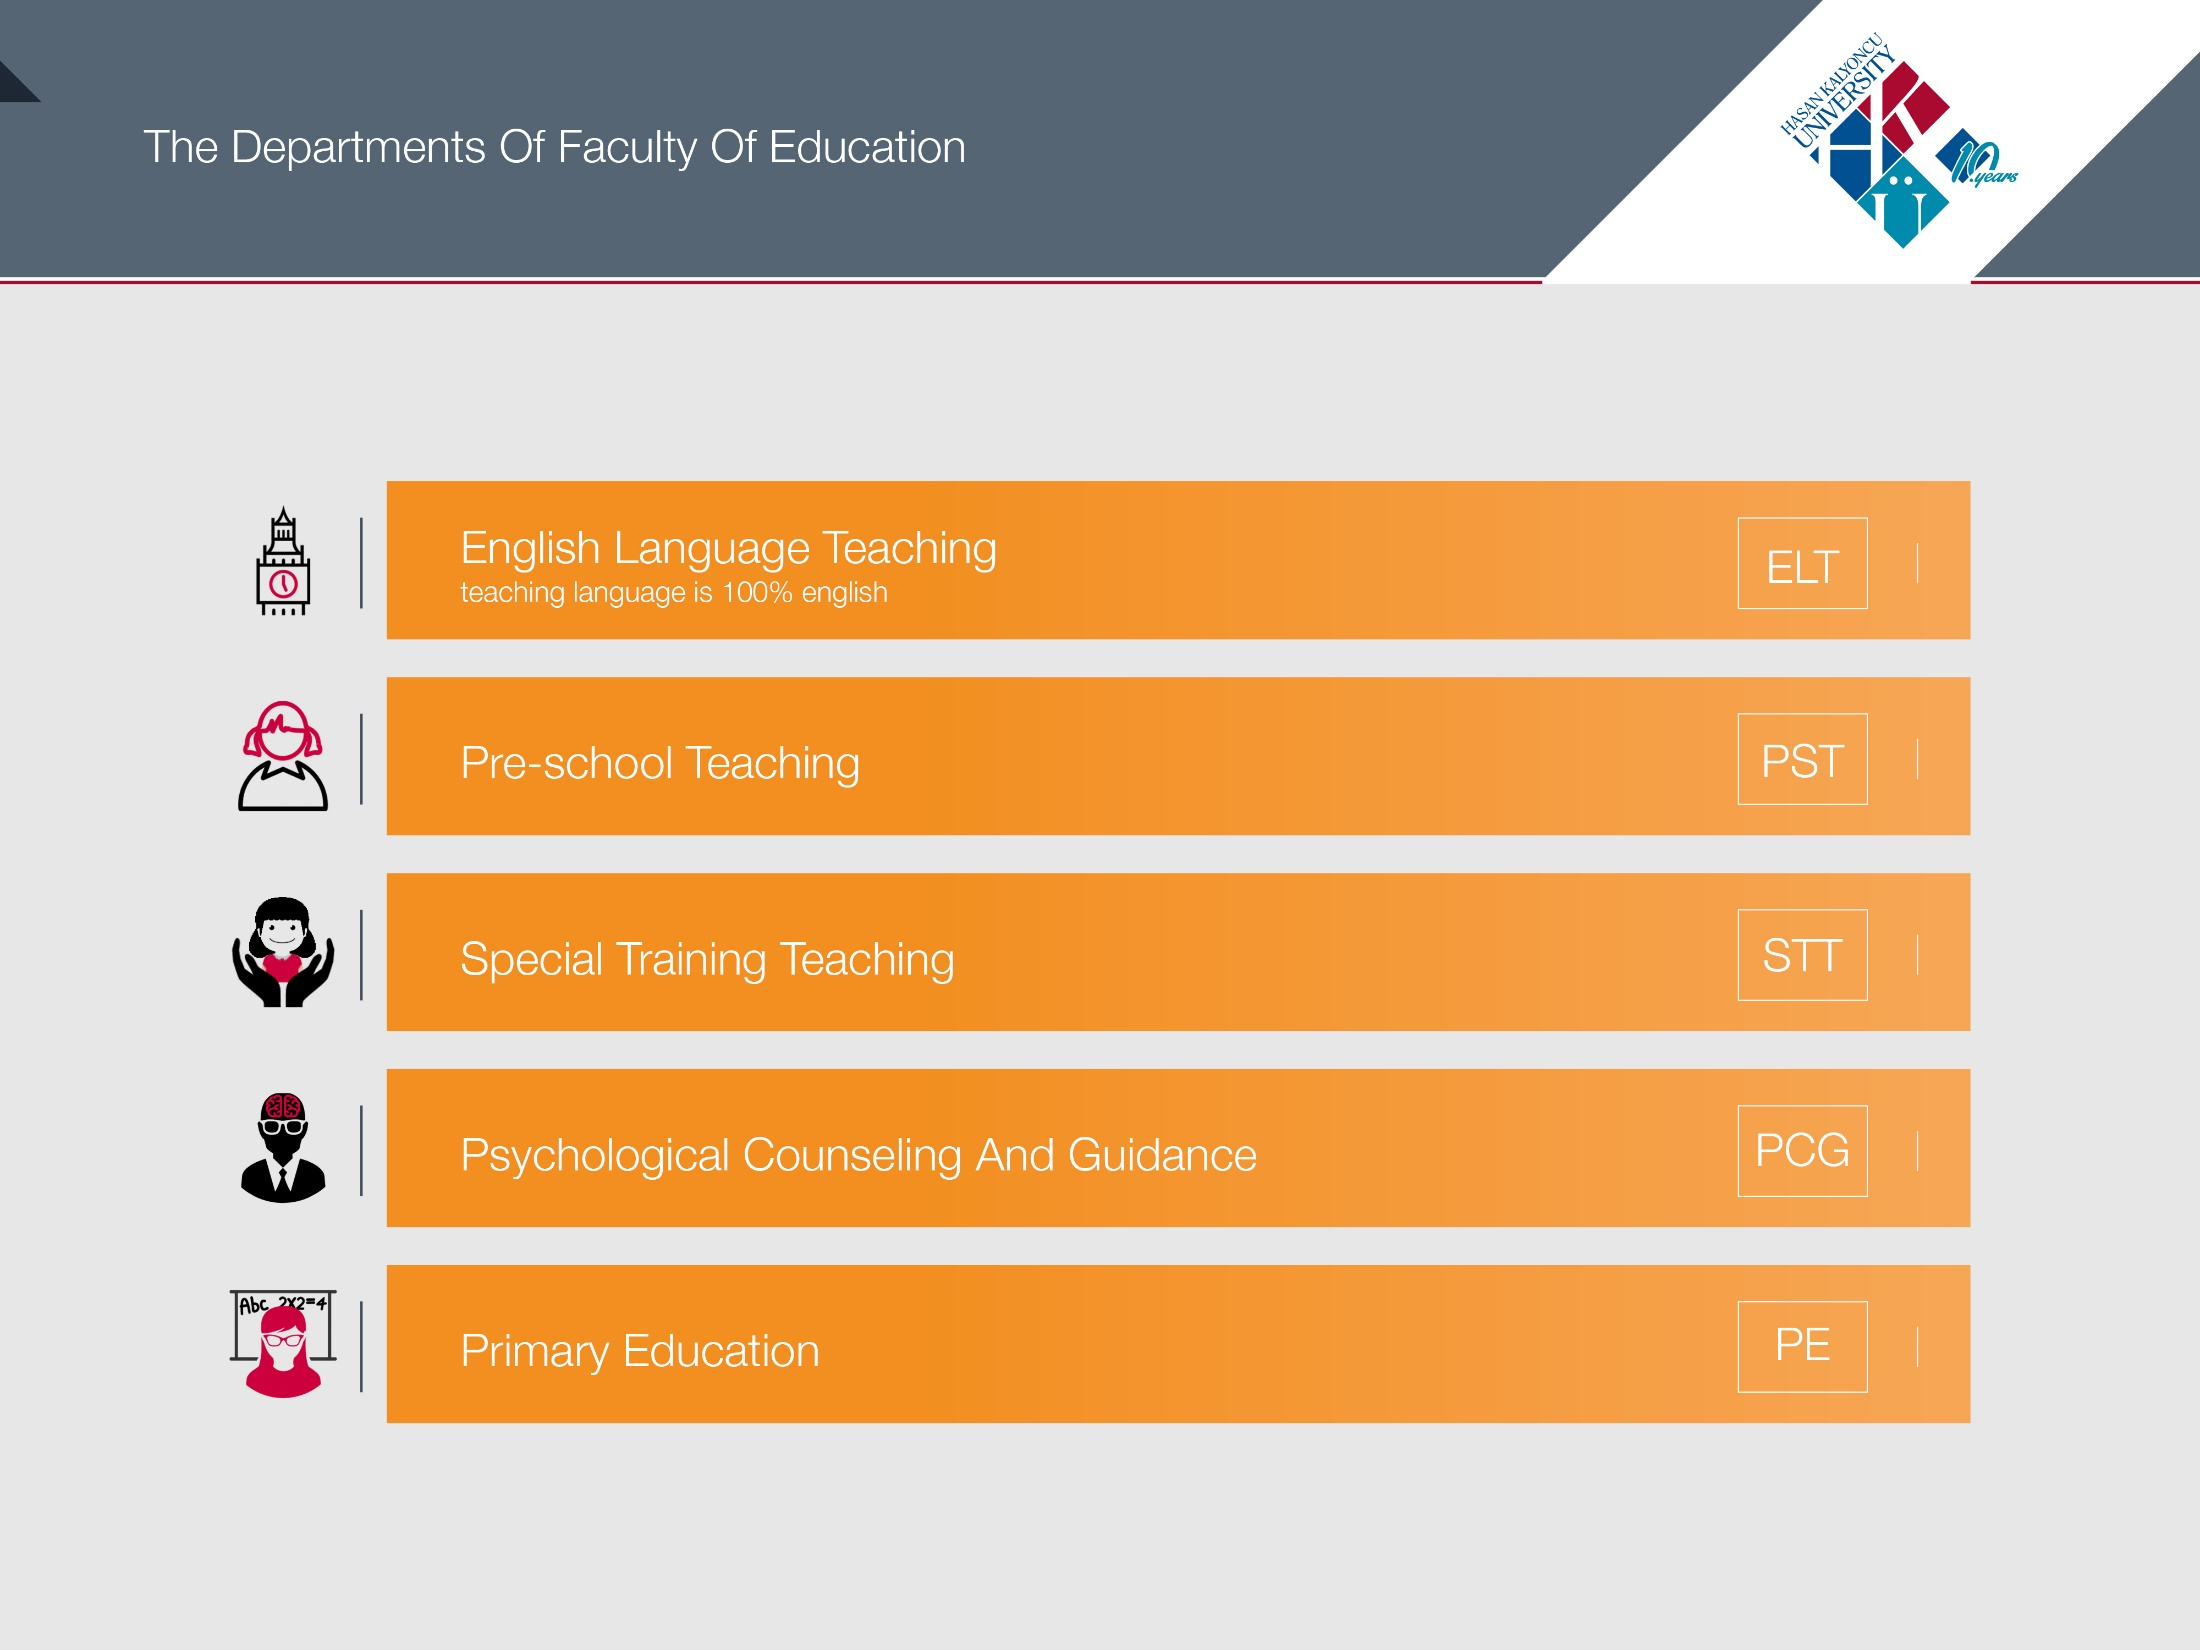 The Departments Of Faculty Of Education
HASAN KALYONCU
UNIVERSITY
10.years
English Language Teaching
teaching language is 100% english
ELT
Pre-school Teaching
PST
Special Training Teaching
STT
Psychological Counseling And Guidance
PCG
Abc 2x2=4
Primary Education
PE